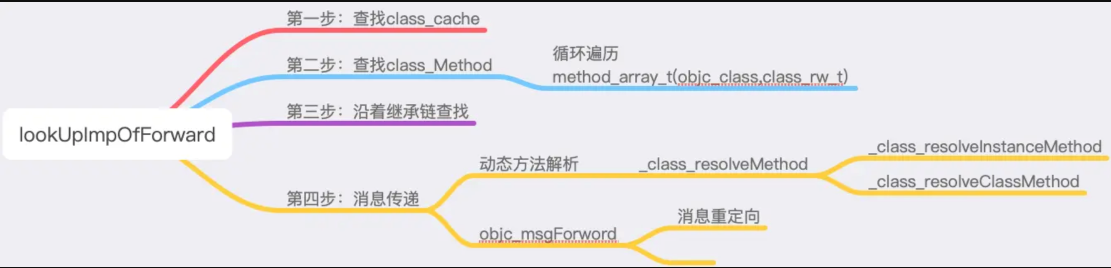 第一步：查找class_cache
第二步：查找class_Method
循环遍历
method_array_t(objc_class,class_rw_t)
第三步：沿着继承链查找
lookUpImpOfForward
第四步：消息传递
动态方法解析
_class_resolveMethod
_class_resolveInstanceMethod
_class_resolveClassMethod
objc_msgForword
消息重定向